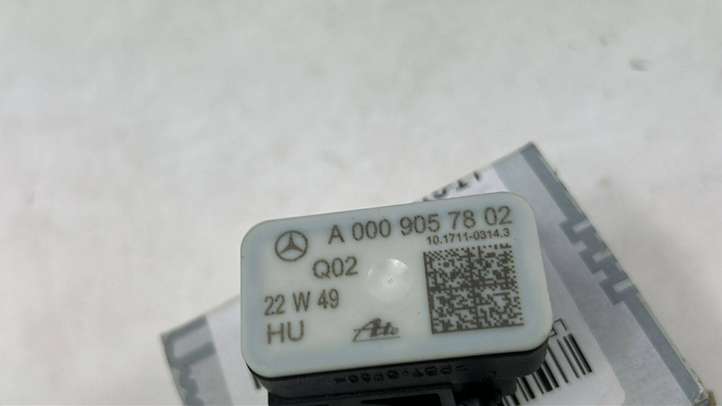 A 000 905 78 02
10.1711-0314.3
Q02
22 W 49
HU
Ate